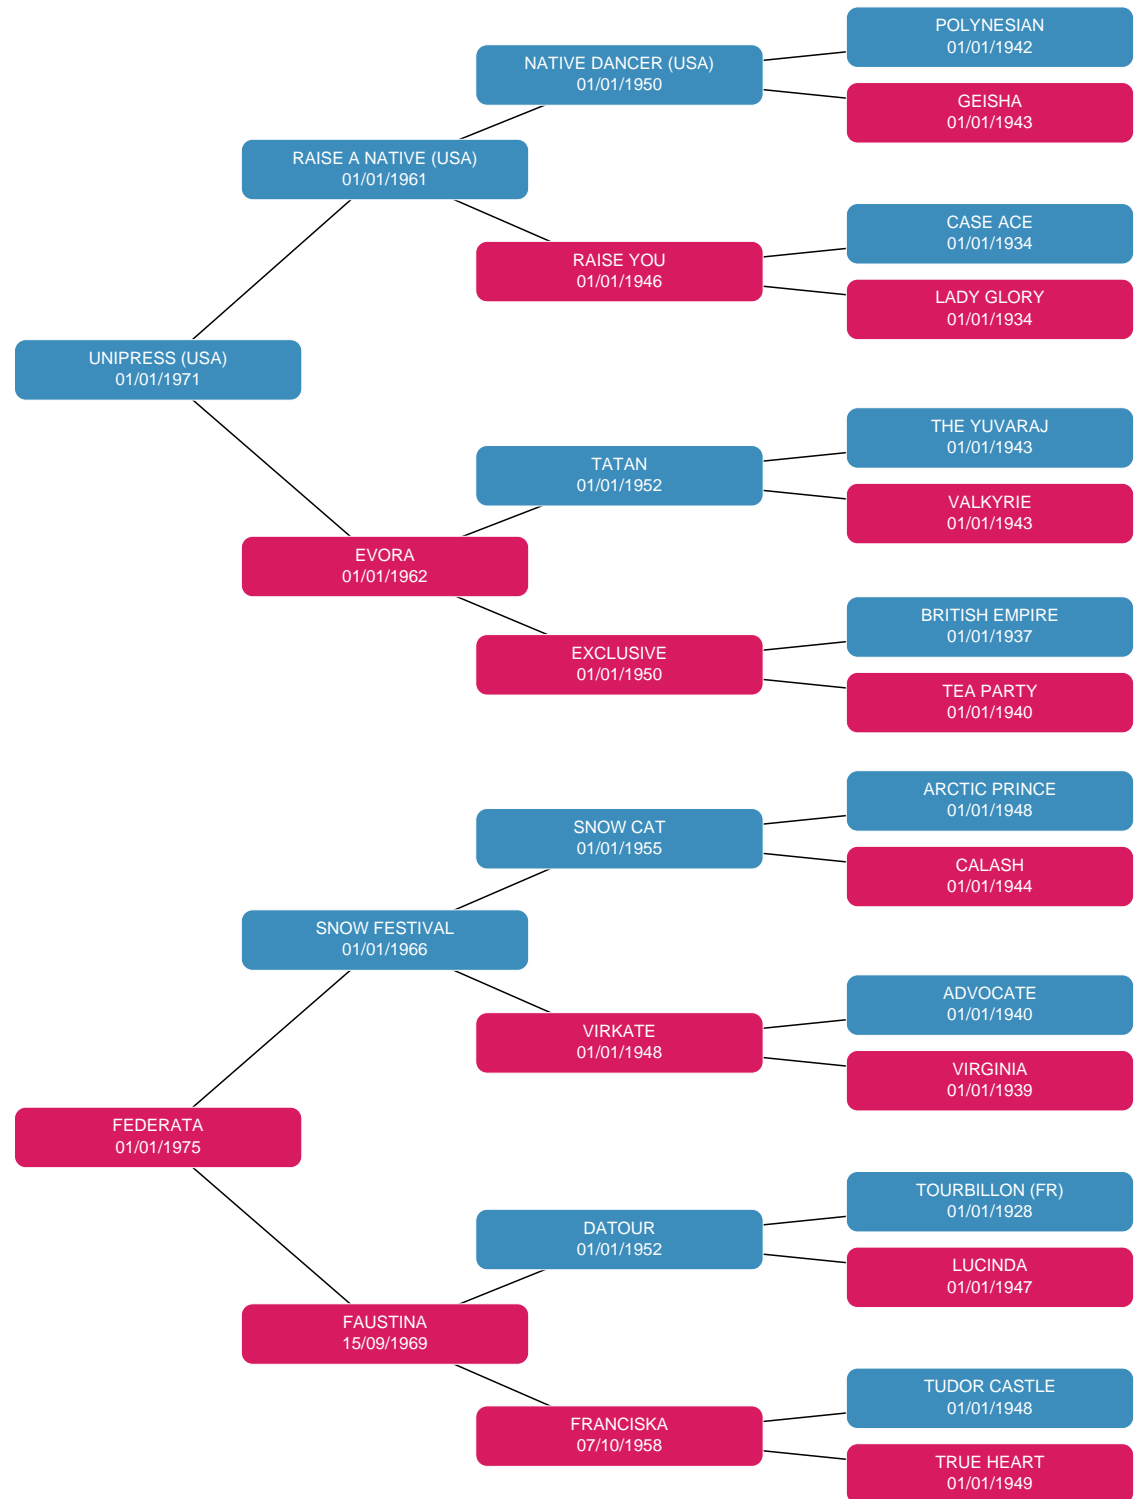 POLYNESIAN
01/01/1942
NATIVE DANCER (USA)
01/01/1950
GEISHA
01/01/1943
RAISE A NATIVE (USA)
01/01/1961
CASE ACE
01/01/1934
RAISE YOU
01/01/1946
LADY GLORY
01/01/1934
UNIPRESS (USA)
01/01/1971
THE YUVARAJ
01/01/1943
TATAN
01/01/1952
VALKYRIE
01/01/1943
EVORA
01/01/1962
BRITISH EMPIRE
01/01/1937
EXCLUSIVE
01/01/1950
TEA PARTY
01/01/1940
ARCTIC PRINCE
01/01/1948
SNOW CAT
01/01/1955
CALASH
01/01/1944
SNOW FESTIVAL
01/01/1966
ADVOCATE
01/01/1940
VIRKATE
01/01/1948
VIRGINIA
01/01/1939
FEDERATA
01/01/1975
TOURBILLON (FR)
01/01/1928
DATOUR
01/01/1952
LUCINDA
01/01/1947
FAUSTINA
15/09/1969
TUDOR CASTLE
01/01/1948
FRANCISKA
07/10/1958
TRUE HEART
01/01/1949